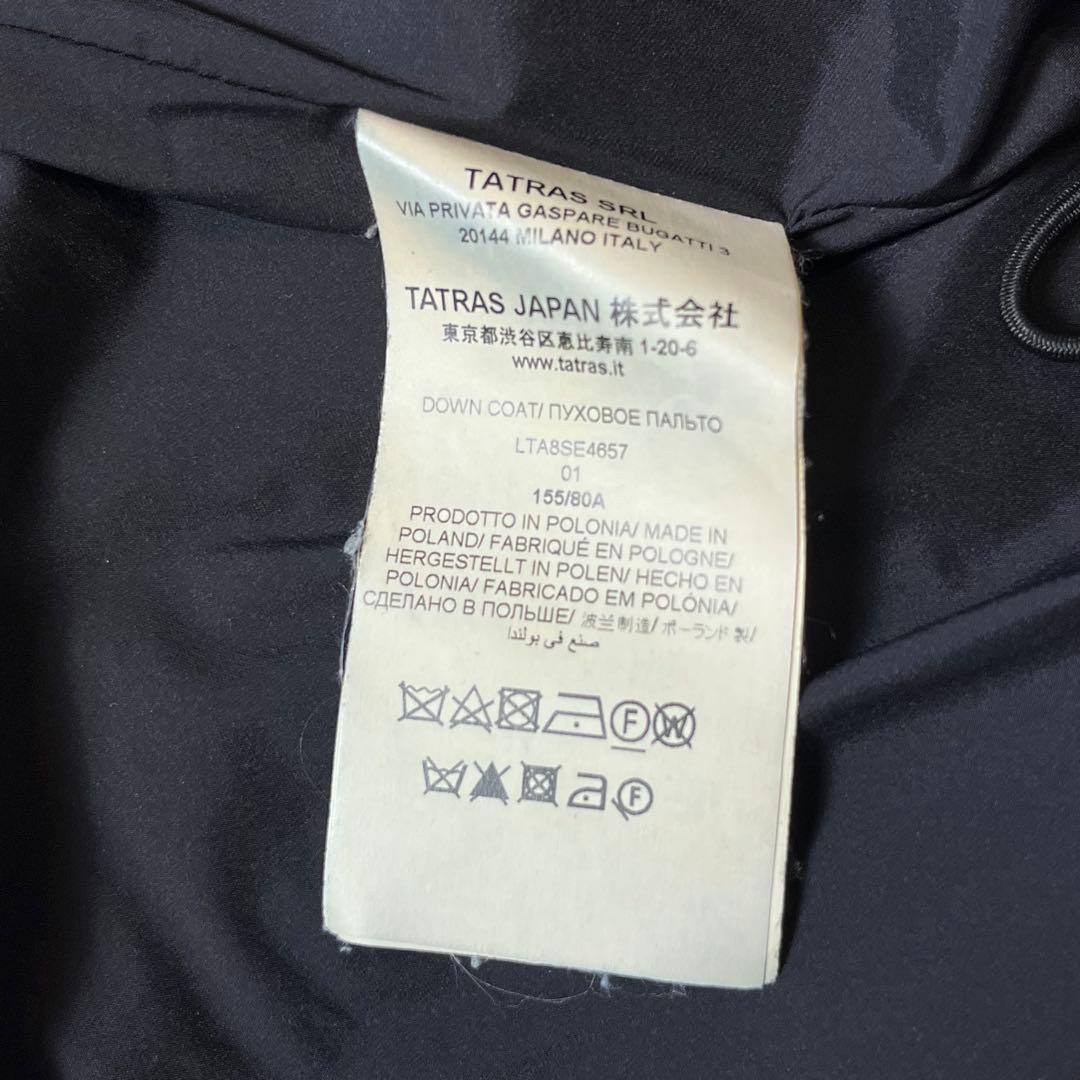 TATRAS SRL
VIA PRIVATA GASPARE BUGATTI 3
20144 MILANO ITALY
TATRAS JAPAN 株式会社
東京都渋谷区恵比寿南 1-20-6
www.tatras.it
DOWN COAT/ ПУХОВОЕ ПАЛЬТО
LTA8SE4657
01
155/80A
PRODOTTO IN POLONIA/ MADE IN
POLAND/ FABRIQUÉ EN POLOGNE/
HERGESTELLT IN POLEN/ HECHO EN
POLONIA/ FABRICADO EM POLÓNIA/
СДЕЛАНО В ПОЛЬШЕ/ 波兰制造/ ポーランド 製/
صنع في بولندا
F W
F